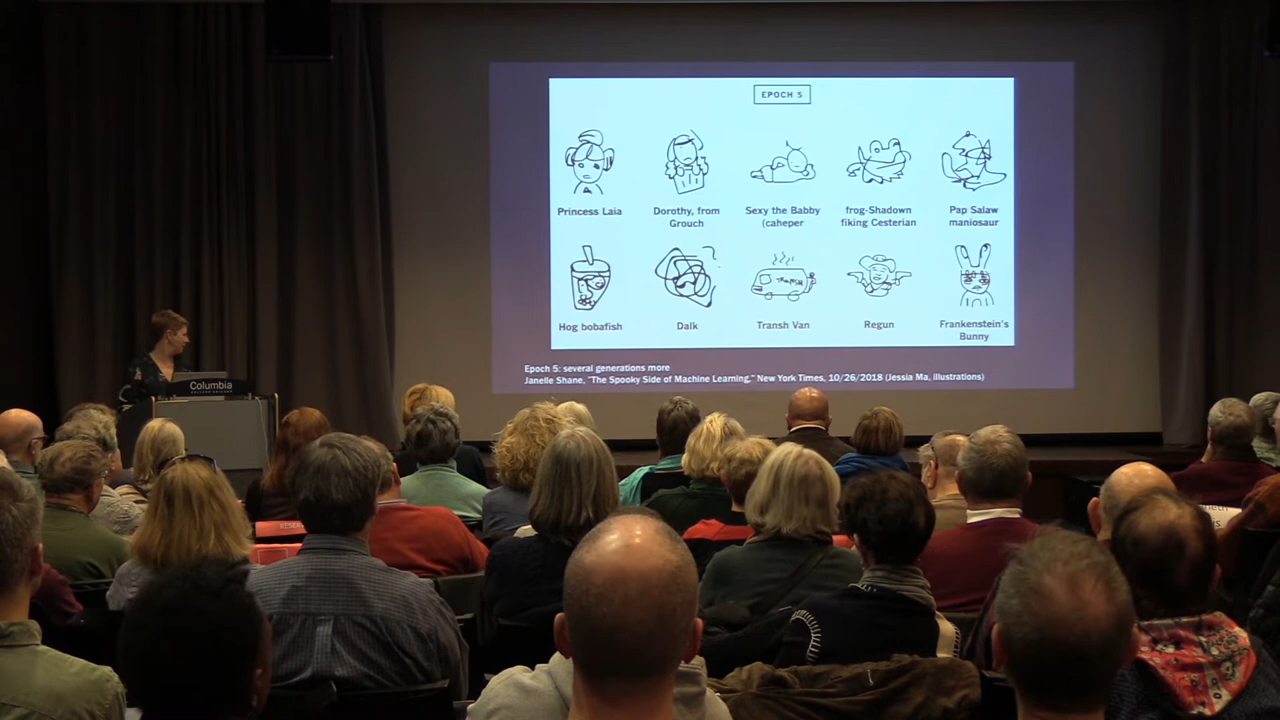 EPOCH 5
Princess Laia
Dorothy, from
Grouch
Sexy the Babby
(caheper
frog-Shadown
fiking Cesterian
Pap Salaw
maniosaur
Hog bobafish
Dalk
Transh Van
Regun
Frankenstein's
Bunny
Epoch 5: several generations more
Janelle Shane, "The Spooky Side of Machine Learning," New York Times, 10/26/2018 (Jessia Ma, illustrations)
Columbia
RESER